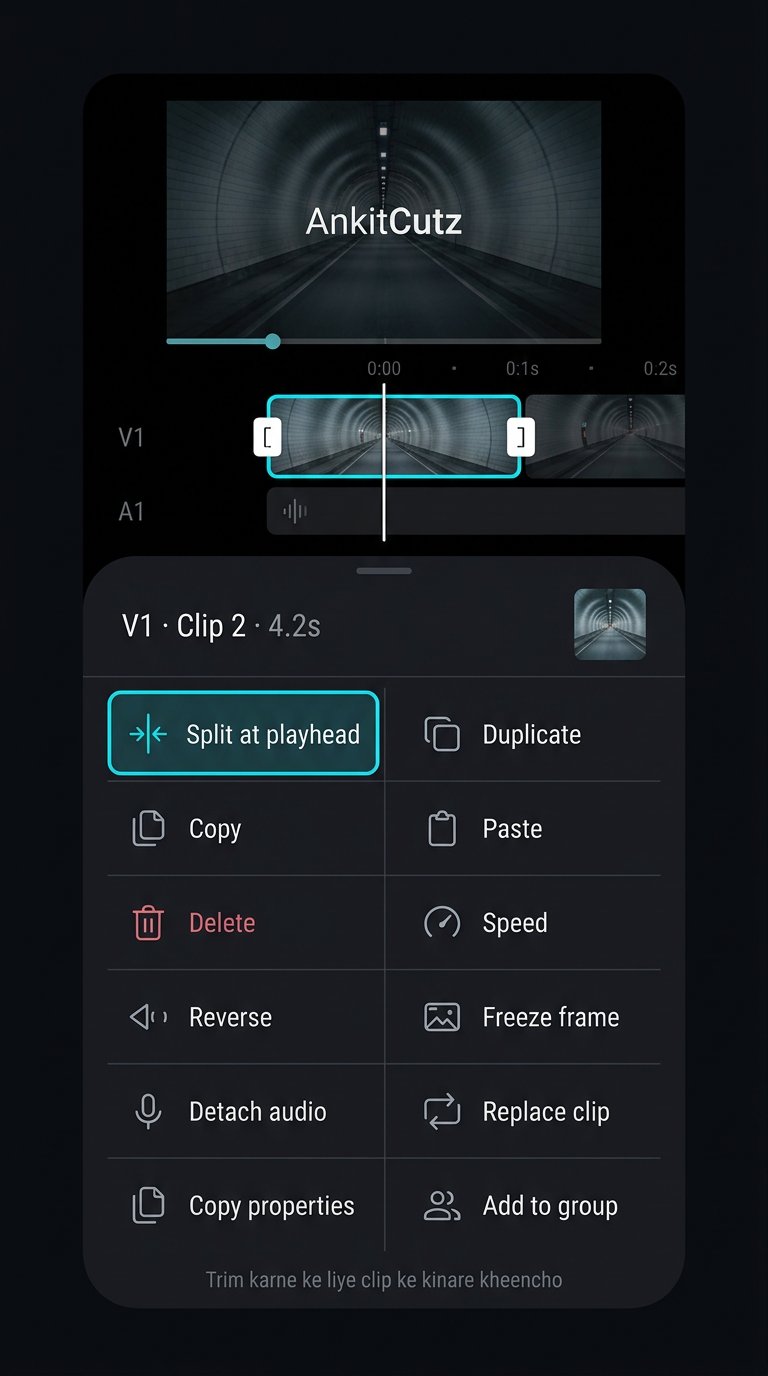 AnkitCutz
0:00 · 0:1s · 0:2s
V1
A1
V1 · Clip 2 · 4.2s
Split at playhead
Duplicate
Copy
Paste
Delete
Speed
Reverse
Freeze frame
Detach audio
Replace clip
Copy properties
Add to group
Trim karne ke liye clip ke kinare kheencho